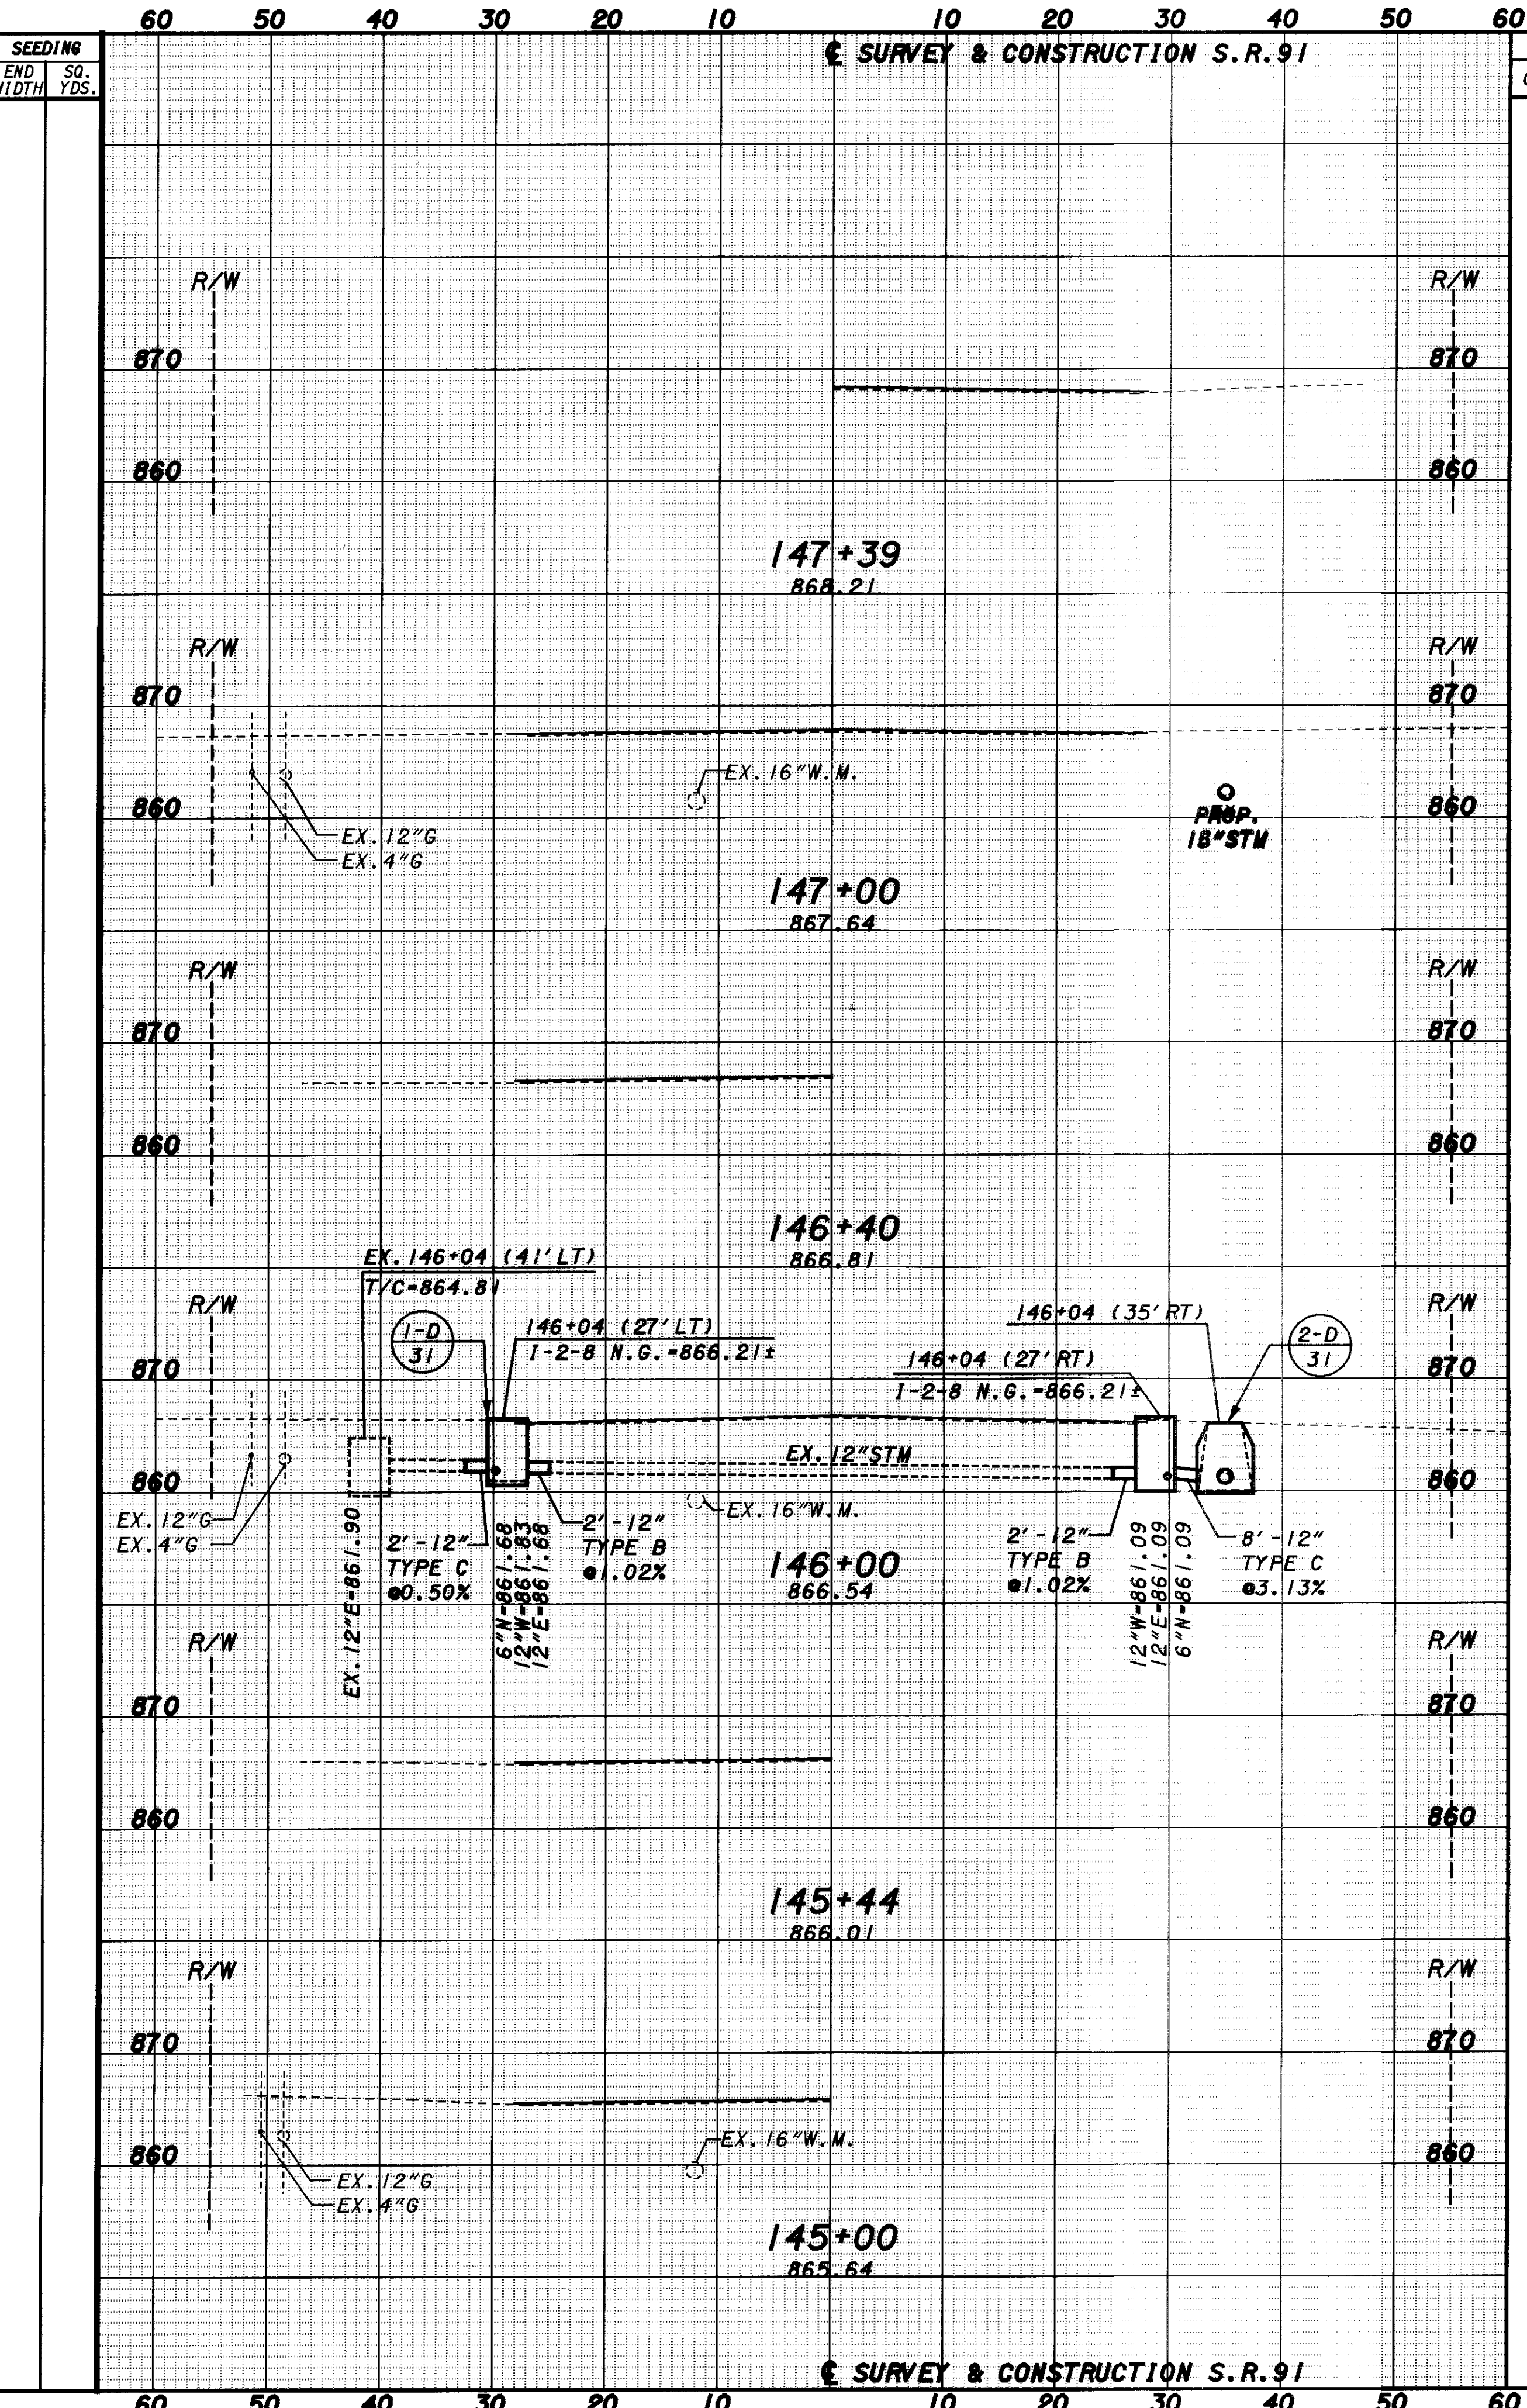 60 50 40 30 20 10 10 20 30 40 50 60
SEEDING
END
WIDTH
SQ.
YDS.
℄ SURVEY & CONSTRUCTION S.R.91
R/W
R/W
870
870
860
860
147+39
868.21
R/W
R/W
870
870
EX. 16"W.M.
860
860
EX. 12"G
EX. 4"G
PROP.
18"STM
147+00
867.64
R/W
R/W
870
870
860
860
146+40
866.81
EX. 146+04 (41' LT)
T/C=864.81
R/W
R/W
1-D
31
146+04 (27' LT)
I-2-8 N.G.=866.21±
146+04 (35' RT)
2-D
31
146+04 (27' RT)
I-2-8 N.G.=866.21±
870
870
EX. 12"STM
860
860
EX. 16"W.M.
EX. 12"G
EX. 4"G
EX. 12"E=861.90
2'-12"
TYPE C
@0.50%
6"N=861.68
12"W=861.83
12"E=861.68
2'-12"
TYPE B
@1.02%
146+00
866.54
2'-12"
TYPE B
@1.02%
12"W=861.09
12"E=861.09
6"N=861.09
8'-12"
TYPE C
@3.13%
R/W
R/W
870
870
860
860
145+44
866.01
R/W
R/W
870
870
EX. 16"W.M.
860
860
EX. 12"G
EX. 4"G
145+00
865.64
℄ SURVEY & CONSTRUCTION S.R.91
60 50 40 30 20 10 10 20 30 40 50 60